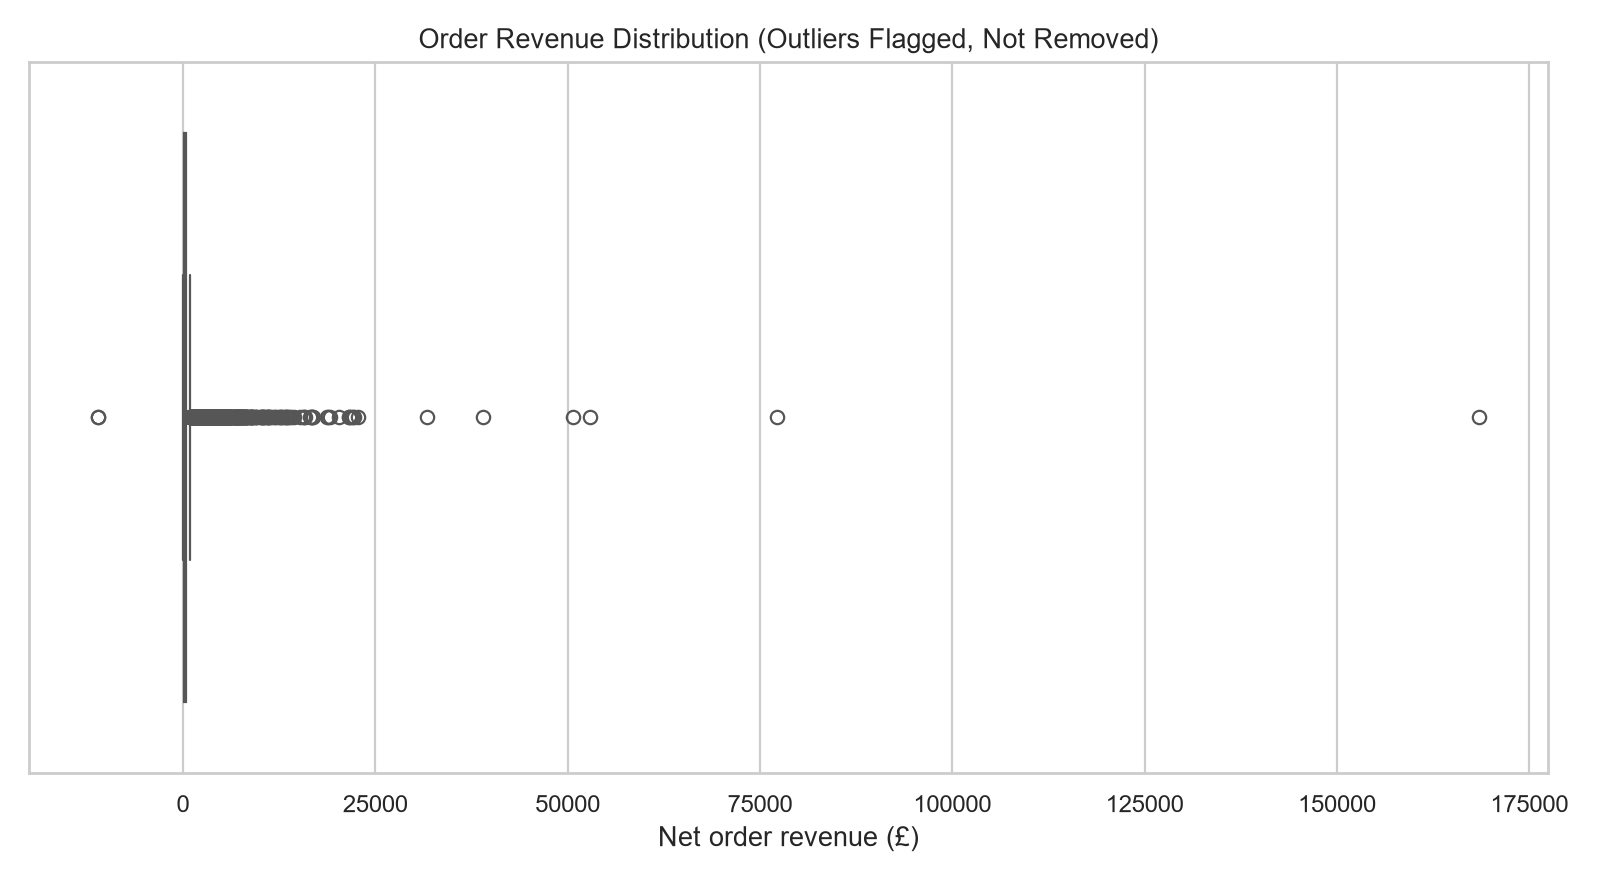 Order Revenue Distribution (Outliers Flagged, Not Removed)
0 25000 50000 75000 100000 125000 150000 175000
Net order revenue (£)